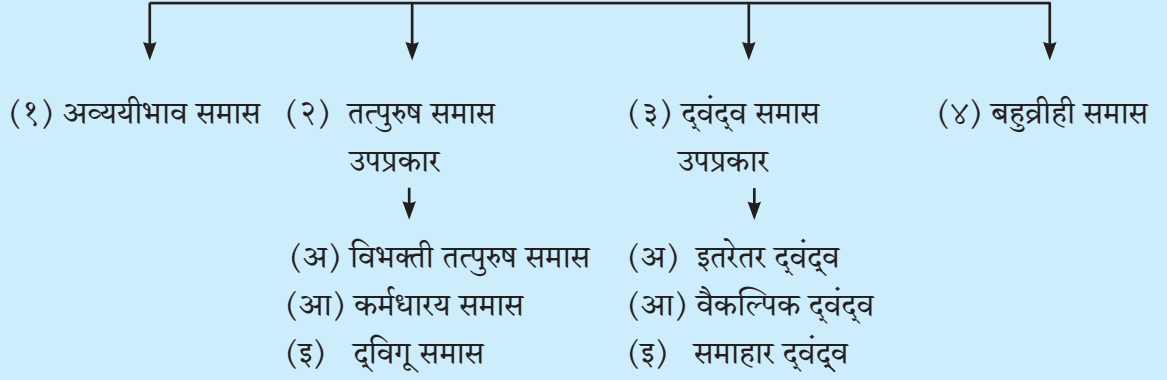 (१) अव्ययीभाव समास (२) तत्पुरुष समास (३) द्‌वंद्‌व समास (४) बहुव्रीही समास
उपप्रकार उपप्रकार
(अ) विभक्ती तत्पुरुष समास (अ) इतरेतर द्‌वंद्‌व
(आ) कर्मधारय समास (आ) वैकल्पिक द्‌वंद्‌व
(इ) द्‌विगू समास (इ) समाहार द्‌वंद्‌व